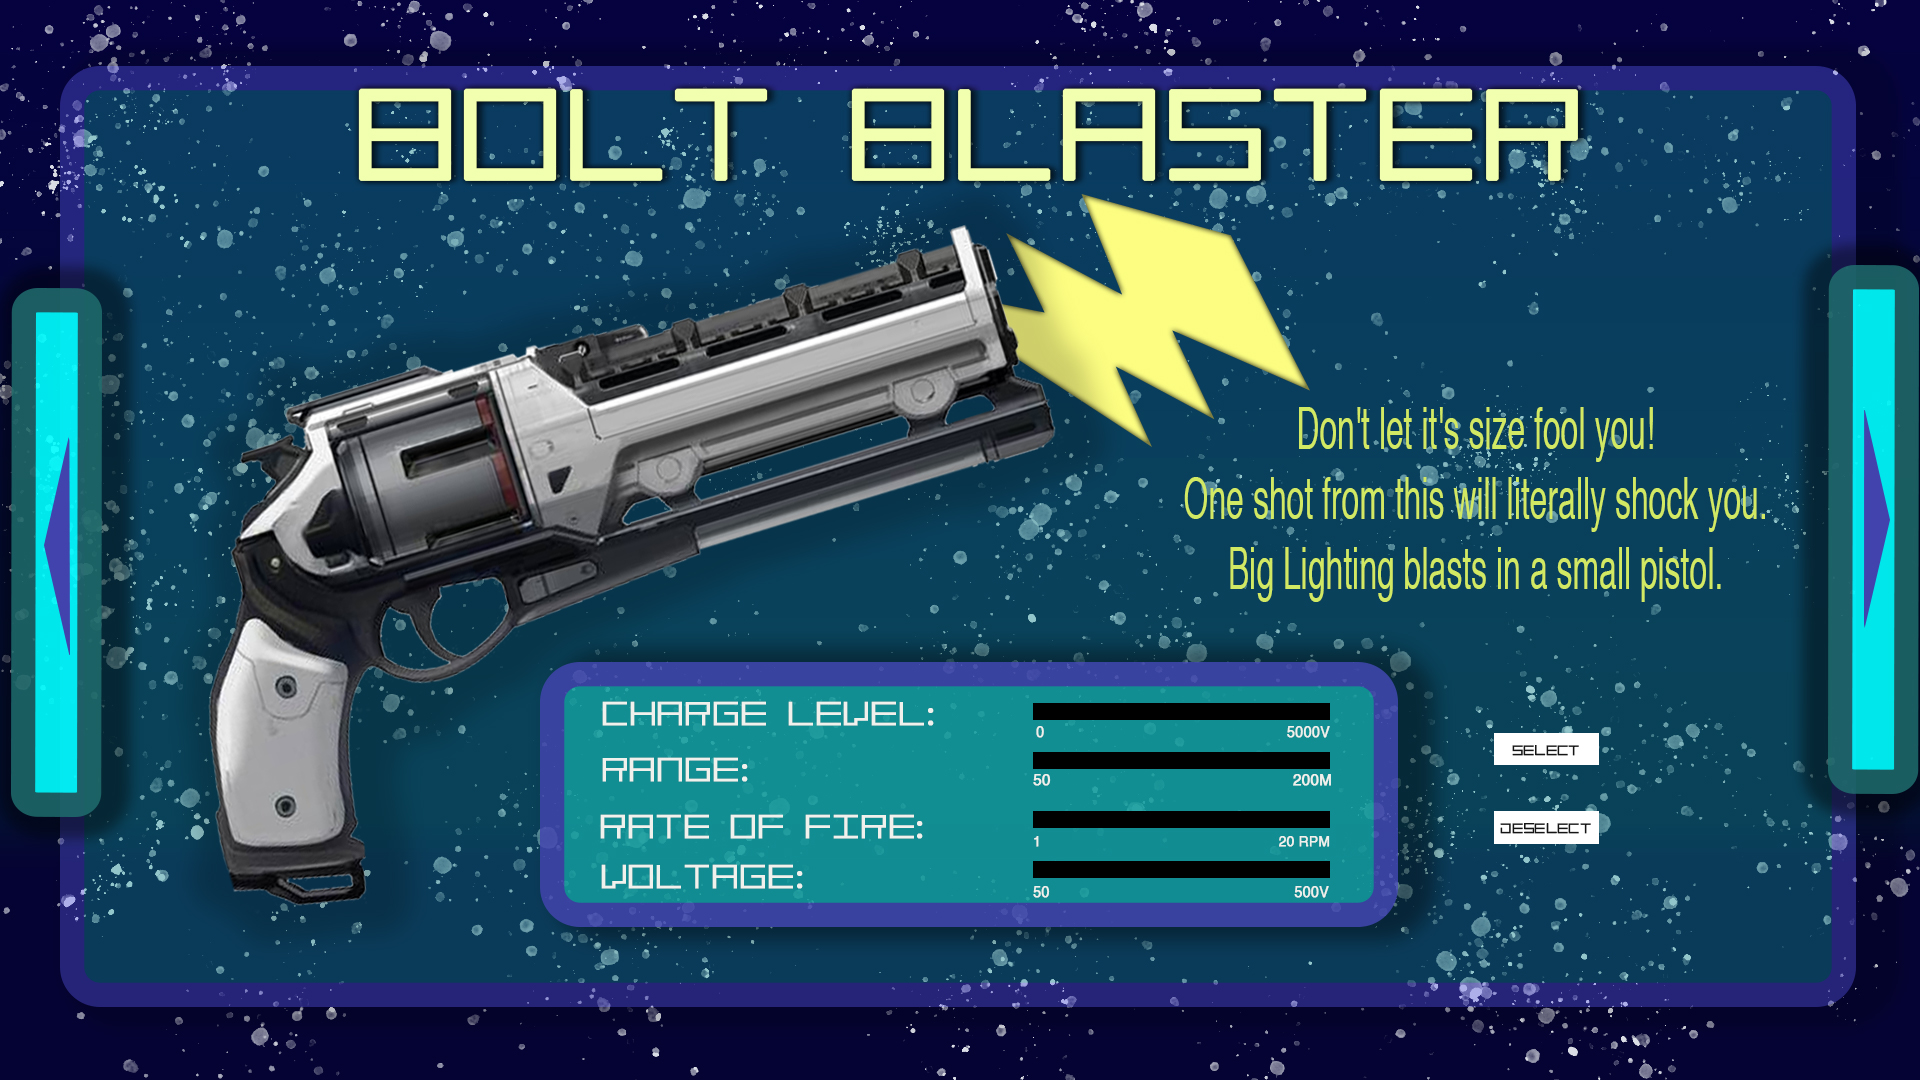 BOLT BLASTER
Don't let it's size fool you!
One shot from this will literally shock you.
Big Lighting blasts in a small pistol.
CHARGE LEVEL:
0 5000V
RANGE:
50 200M
RATE OF FIRE:
1 20 RPM
VOLTAGE:
50 500V
SELECT
DESELECT